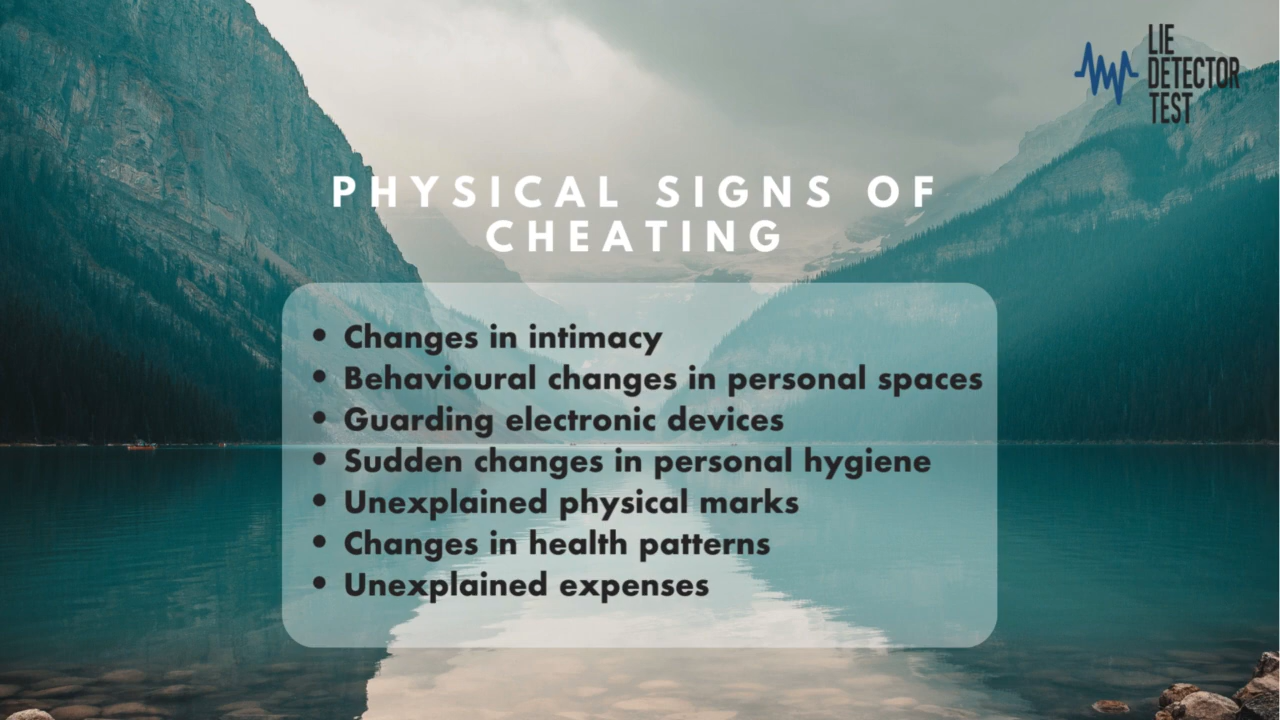 LIE
DETECTOR
TEST
PHYSICAL SIGNS OF
CHEATING
• Changes in intimacy
• Behavioural changes in personal spaces
• Guarding electronic devices
• Sudden changes in personal hygiene
• Unexplained physical marks
• Changes in health patterns
• Unexplained expenses